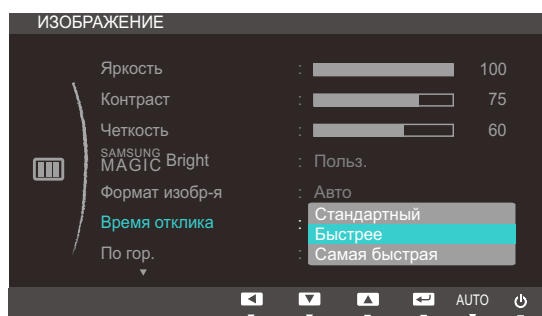 ИЗОБРАЖЕНИЕ
Яркость : 100
Контраст : 75
Четкость : 60
SAMSUNG MAGIC Bright : Польз.
Формат изобр-я : Авто
Время отклика : Стандартный
Быстрее
По гор. : Самая быстрая
AUTO